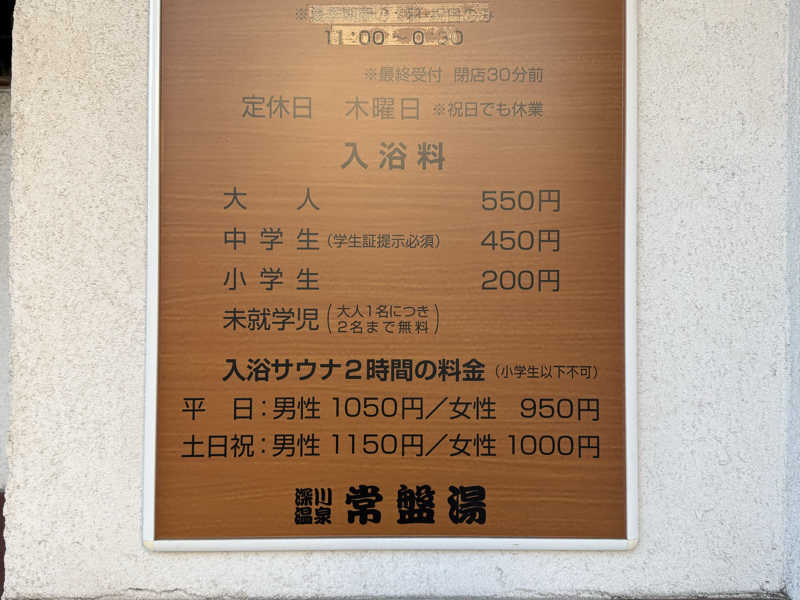 11:00～0:30
※最終受付 閉店30分前
定休日 木曜日 ※祝日でも休業
入浴料
大人 550円
中学生(学生証提示必須) 450円
小学生 200円
未就学児(大人1名につき
2名まで無料)
入浴サウナ2時間の料金(小学生以下不可)
平日:男性 1050円/女性 950円
土日祝:男性 1150円/女性 1000円
深川
温泉 常盤湯